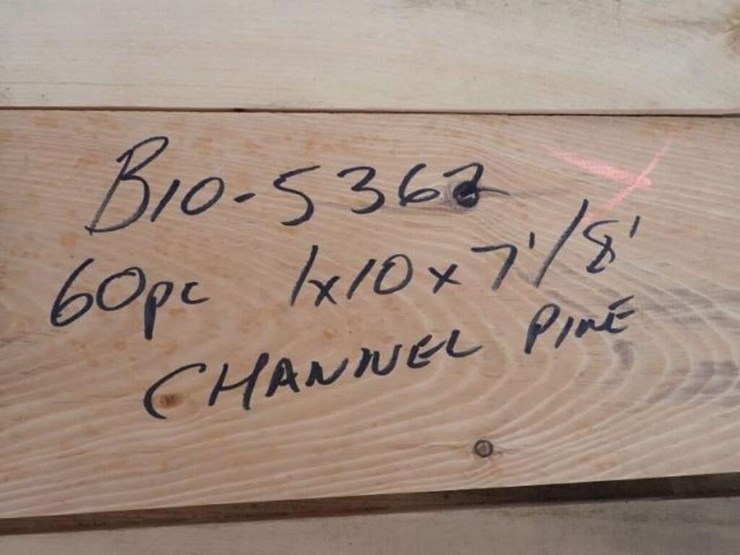 B10-5362
60pc 1x10x7'/8'
CHANNEL PINE